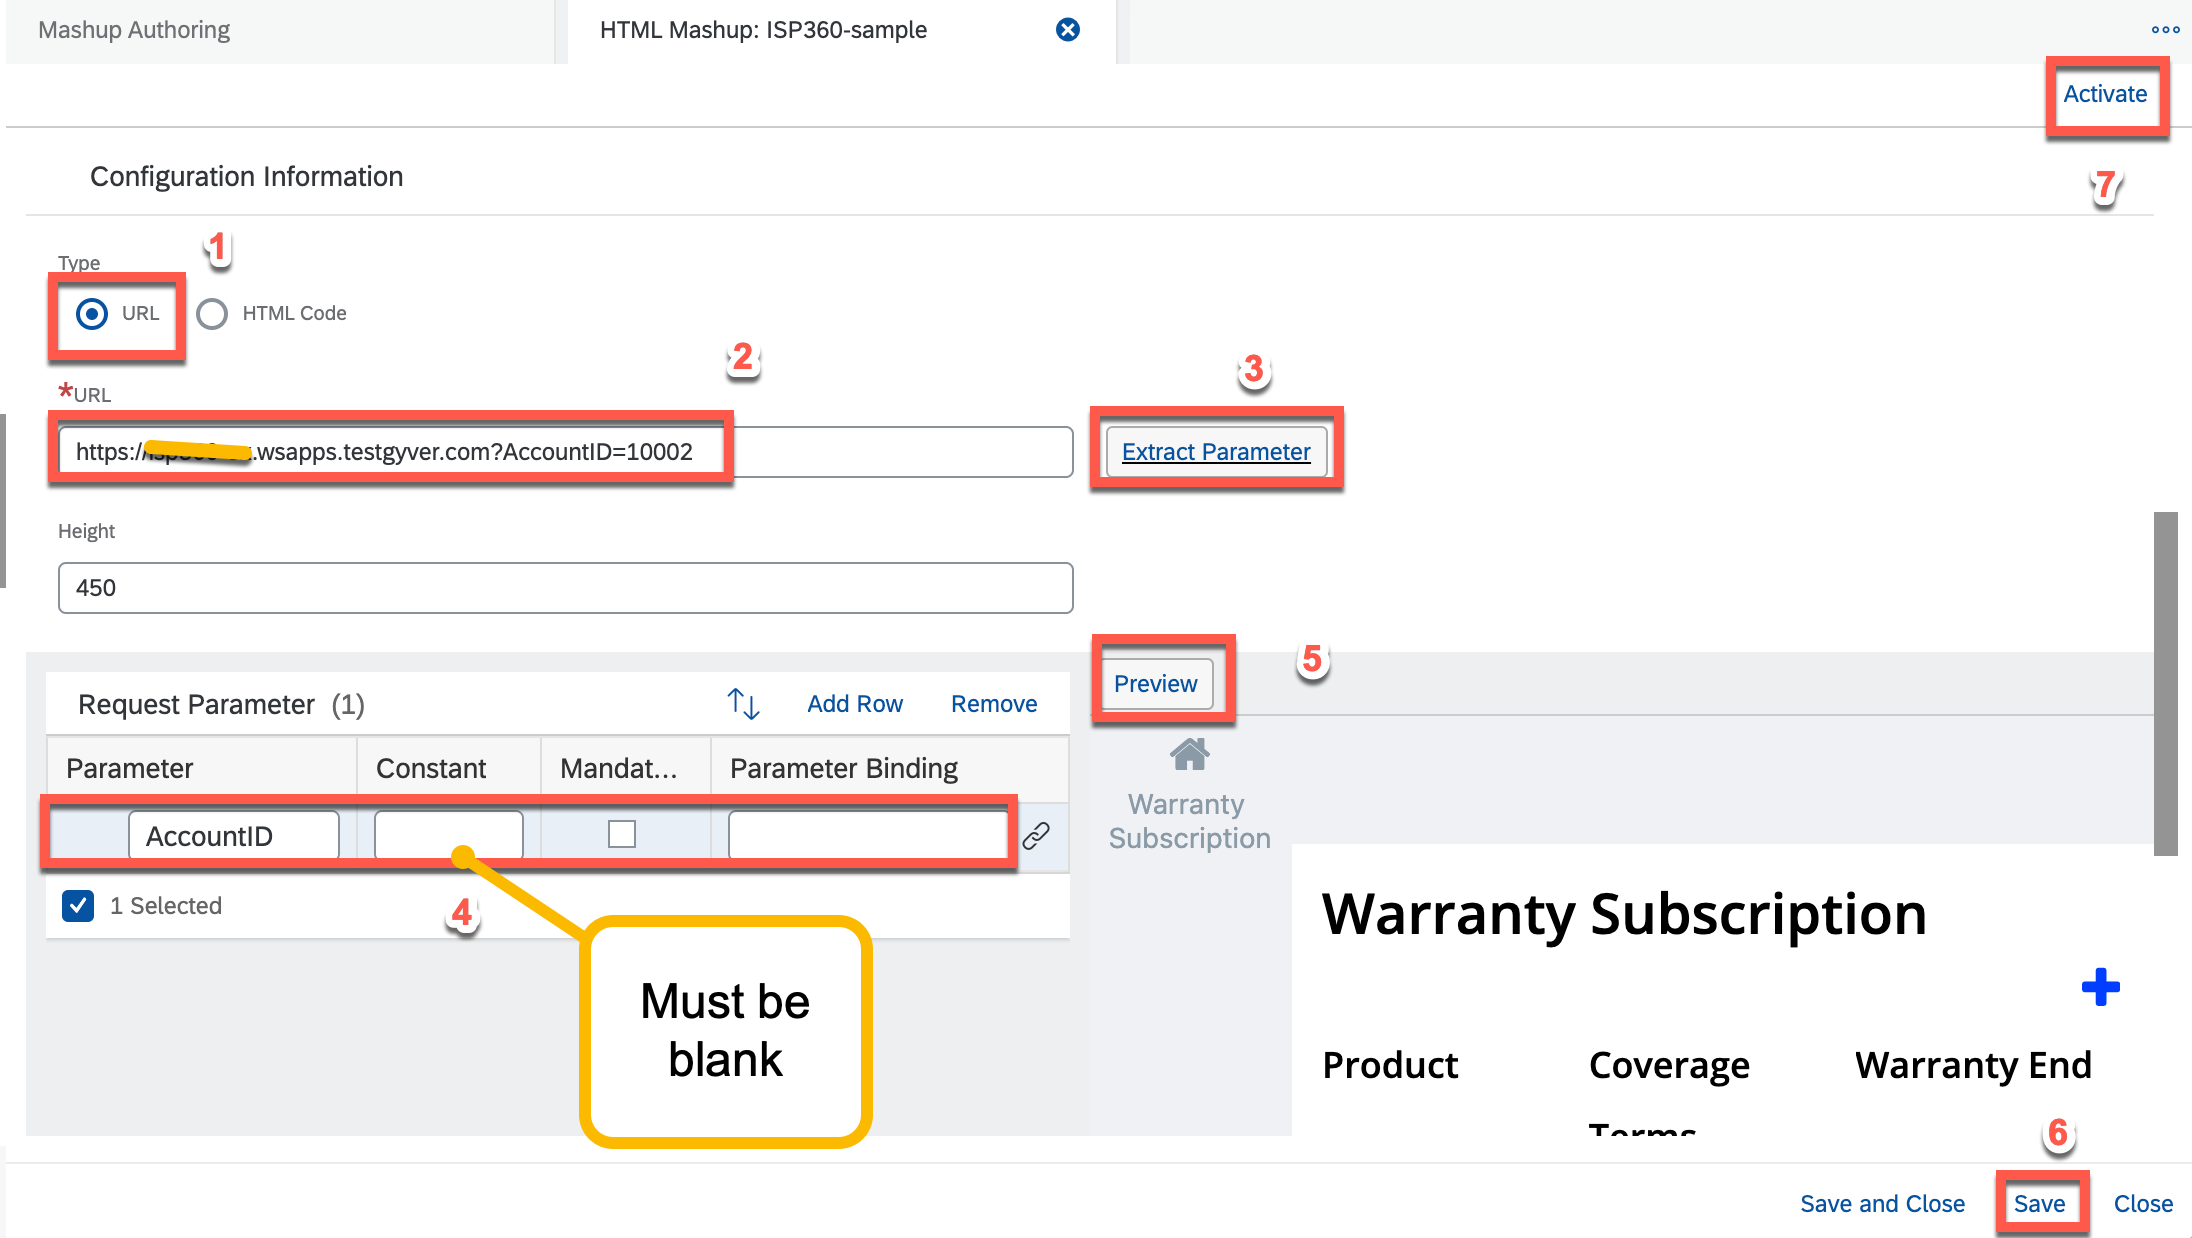 Mashup Authoring
HTML Mashup: ISP360-sample
Activate
7
Configuration Information
1
Type
URL
HTML Code
2
3
*URL
https://.wsapps.testgyver.com?AccountID=10002
Extract Parameter
Height
450
5
Preview
Request Parameter (1)
Add Row
Remove
Parameter
Constant
Mandat...
Parameter Binding
AccountID
1 Selected
4
Must be
blank
Warranty
Subscription
Warranty Subscription
Product
Coverage
Warranty End
Terms
6
Save and Close
Save
Close